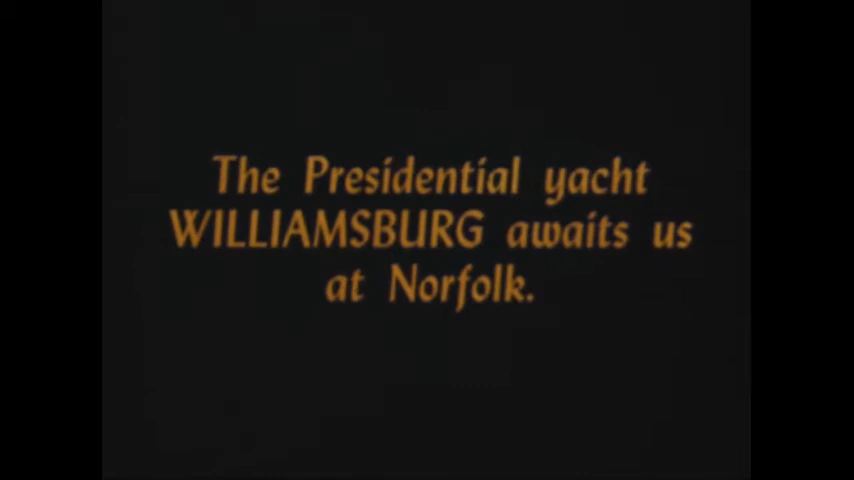 The Presidential yacht
WILLIAMSBURG awaits us
at Norfolk.